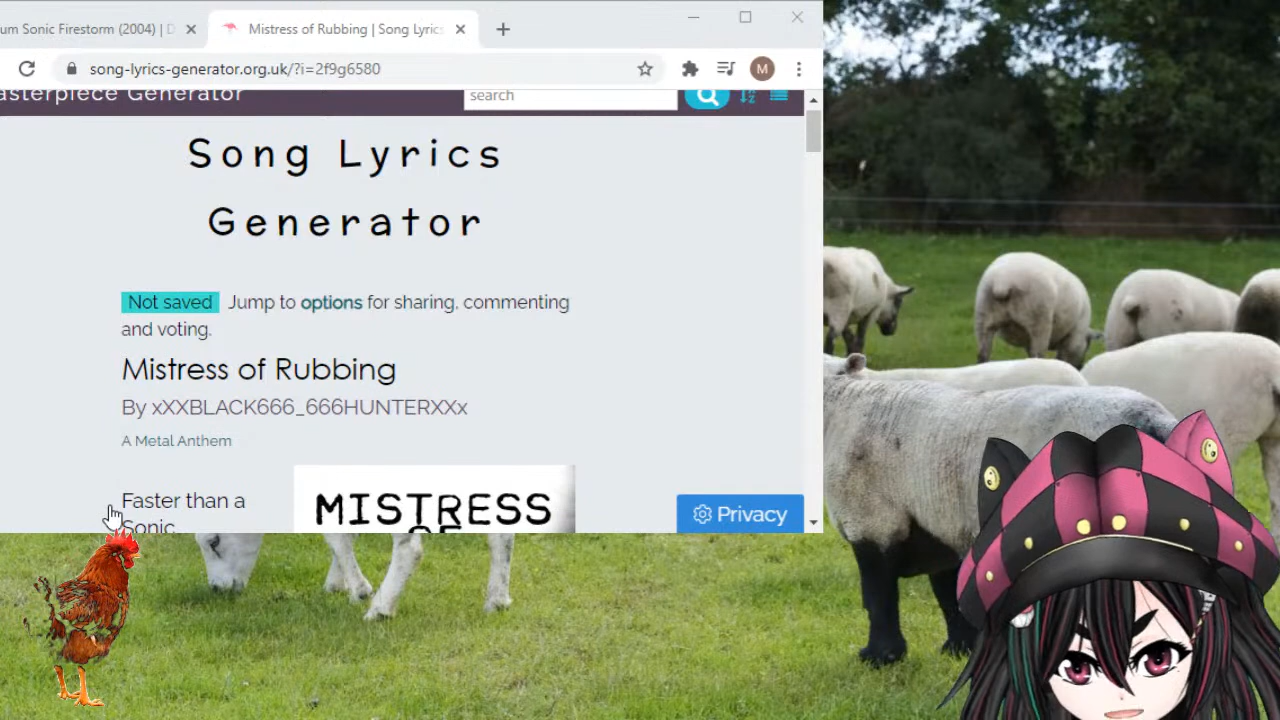 um Sonic Firestorm (2004) | D
Mistress of Rubbing | Song Lyrics
song-lyrics-generator.org.uk/?i=2f9g6580
M
asterpiece Generator
search
Song Lyrics
Generator
Not saved Jump to options for sharing, commenting
and voting.
Mistress of Rubbing
By xXXBLACK666_666HUNTERXXx
A Metal Anthem
Faster than a
Sonic
MISTRESS
OF
Privacy